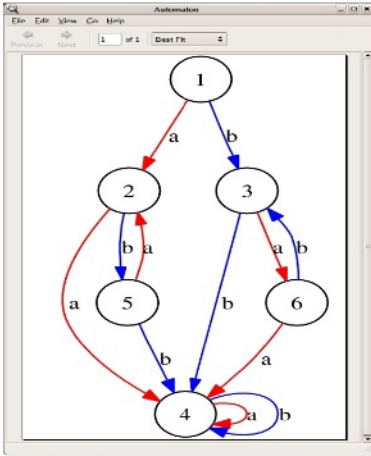 Automaton
File Edit View Go Help
Previous Next 1 of 1 Best Fit
1
a b
2 3
b a a b
a b
5 6
b a
4 a b